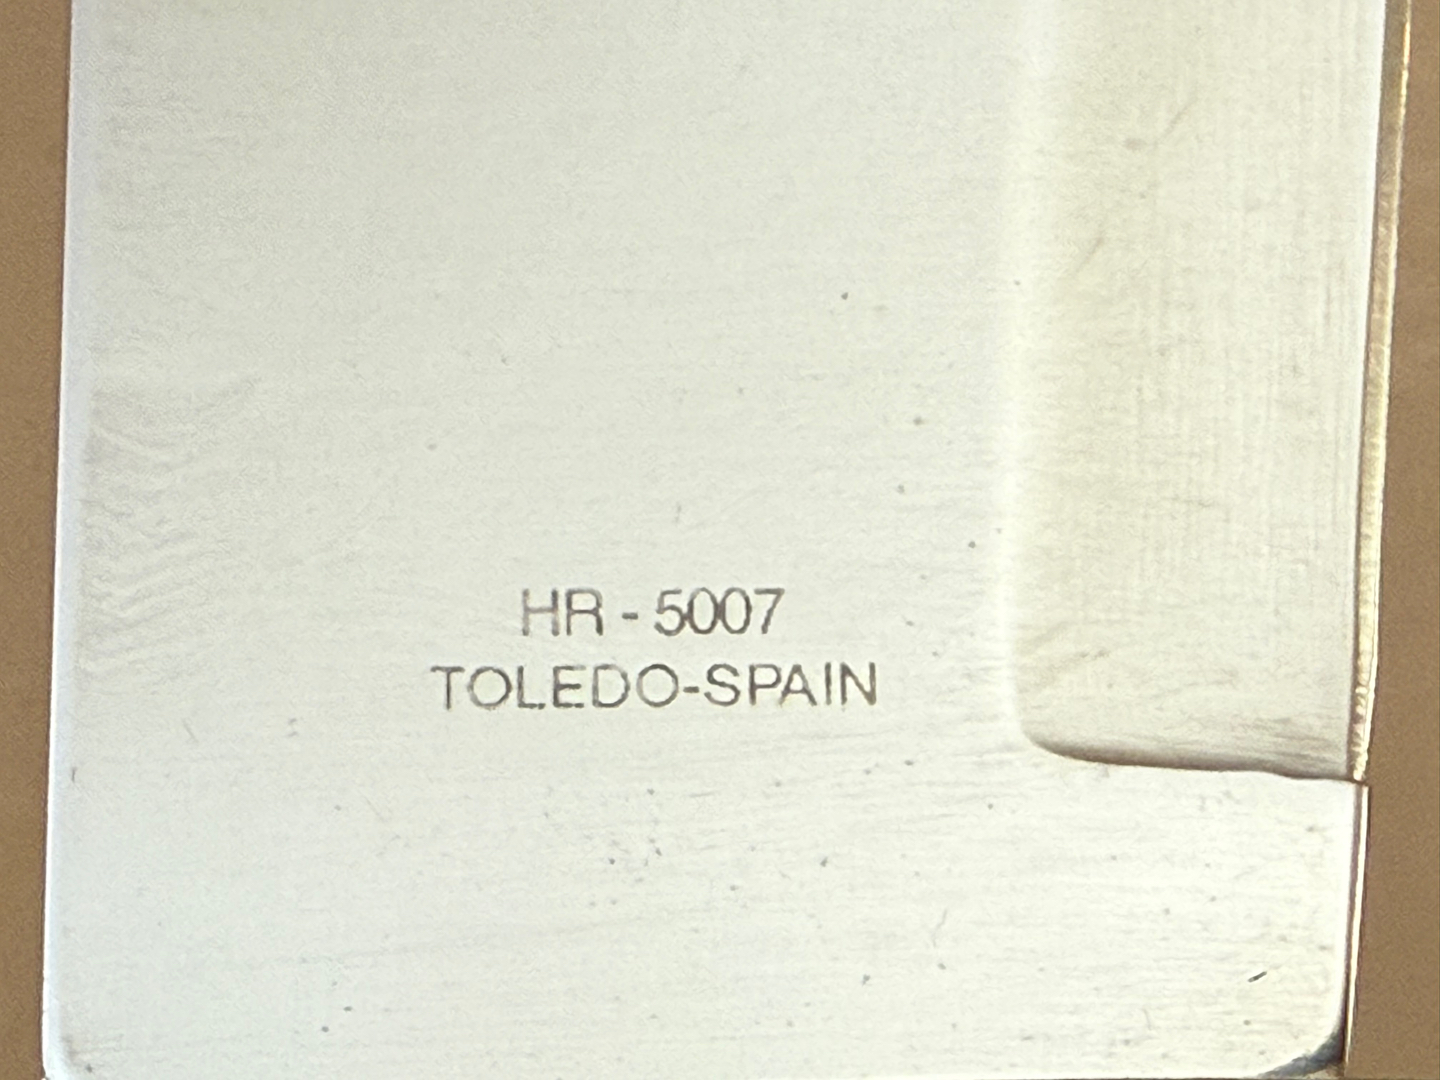 HR - 5007
TOLEDO-SPAIN